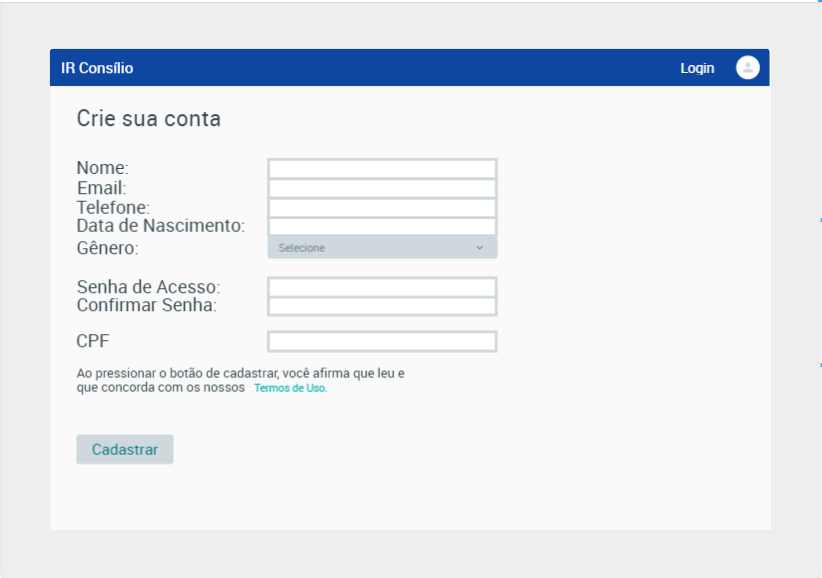 IR Consílio
Login
Crie sua conta
Nome:
Email:
Telefone:
Data de Nascimento:
Gênero:
Selecione
Senha de Acesso:
Confirmar Senha:
CPF
Ao pressionar o botão de cadastrar, você afirma que leu e
que concorda com os nossos Termos de Uso.
Cadastrar